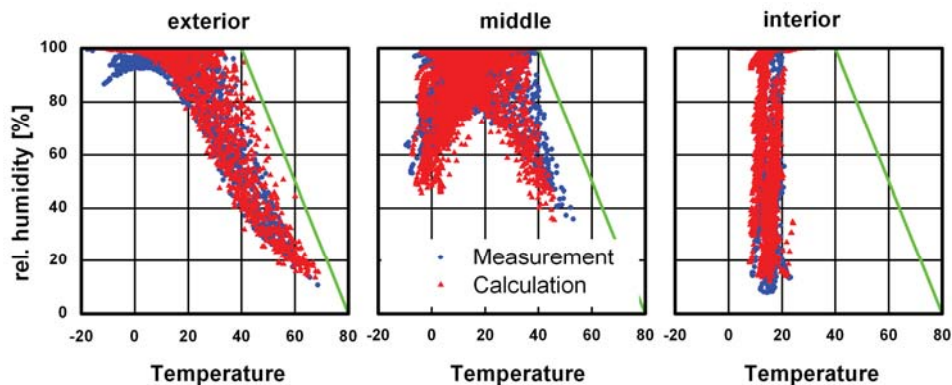 exterior middle interior
rel. humidity [%]
100
80
60
40
20
0
Measurement
Calculation
-20 0 20 40 60 80 -20 0 20 40 60 80 -20 0 20 40 60 80
Temperature Temperature Temperature